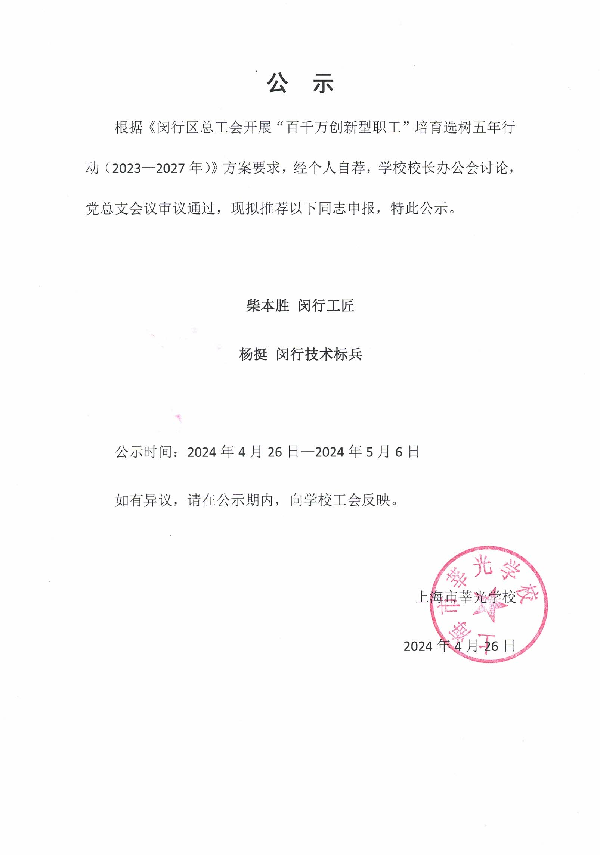 公 示
根据《闵行区总工会开展“百千万创新型职工”培育选树五年行
动（2023—2027 年）》方案要求，经个人自荐，学校校长办公会讨论，
党总支会议审议通过，现拟推荐以下同志申报，特此公示。
柴本胜 闵行工匠
杨挺 闵行技术标兵
公示时间：2024 年 4 月 26 日—2024 年 5 月 6 日
如有异议，请在公示期内，向学校工会反映。
上海市莘光学校
2024 年 4 月 26 日
上海市莘光学校